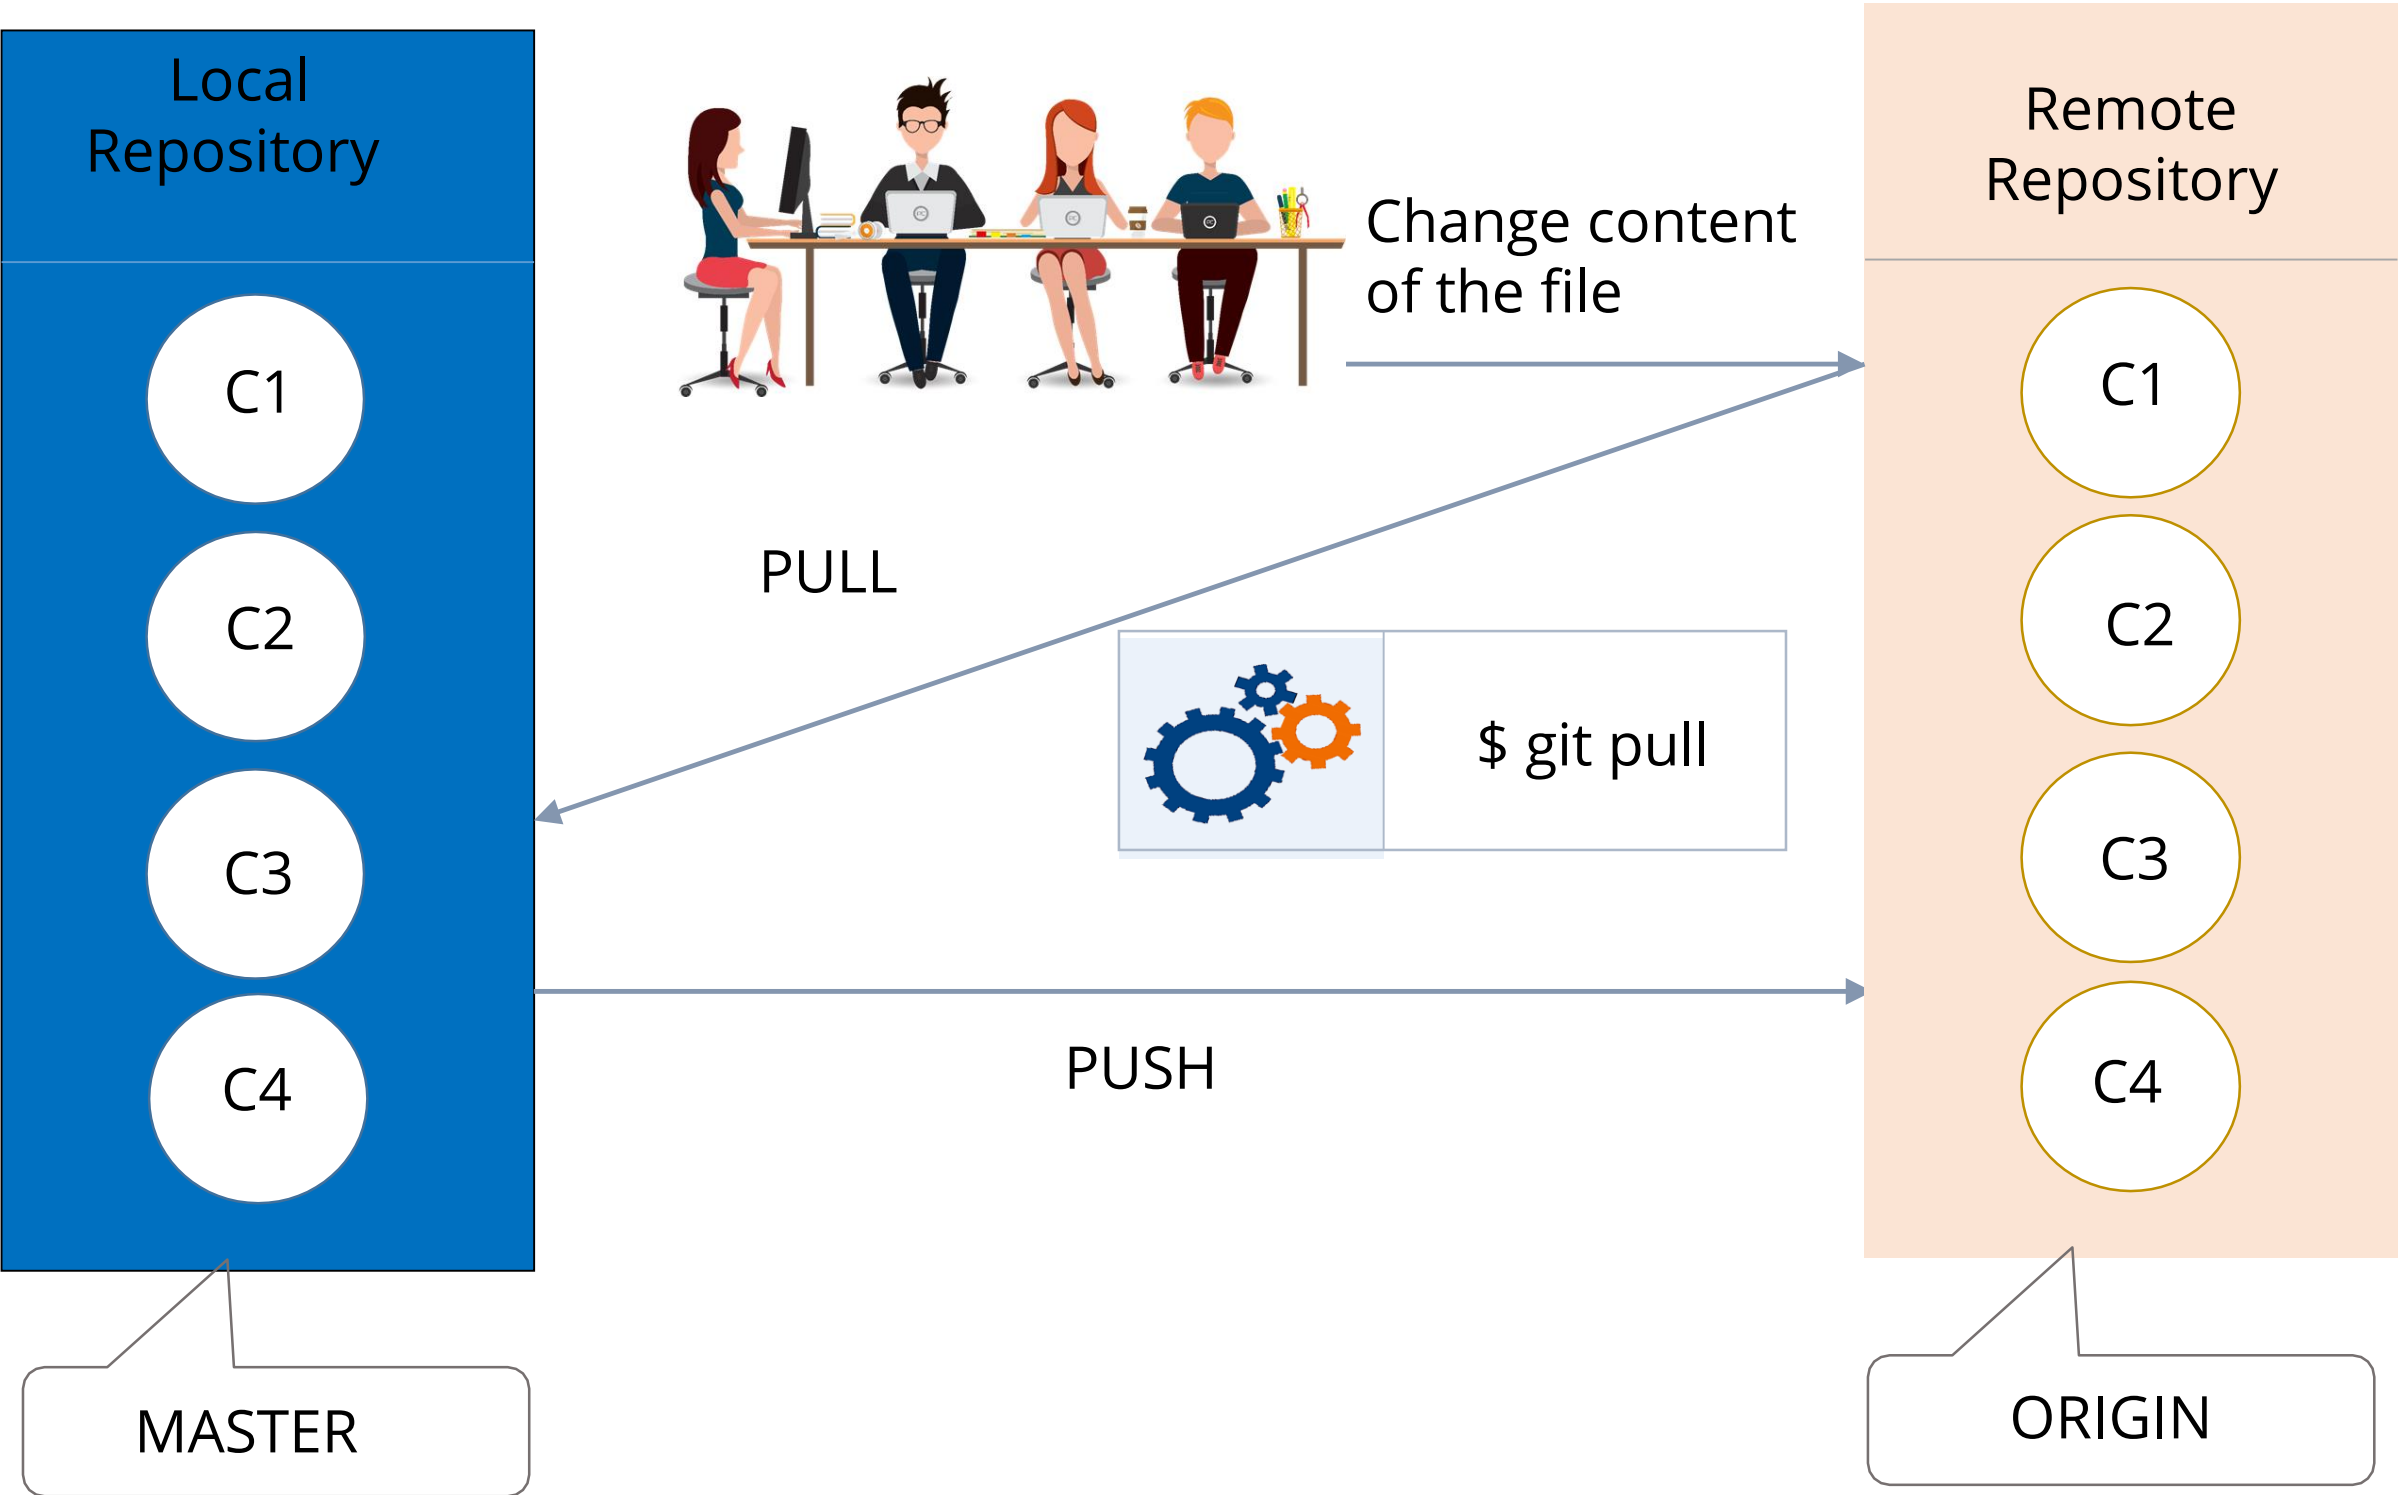 Local
Repository
C1
C2
C3
C4
MASTER
Change content
of the file
PULL
$ git pull
PUSH
Remote
Repository
C1
C2
C3
C4
ORIGIN